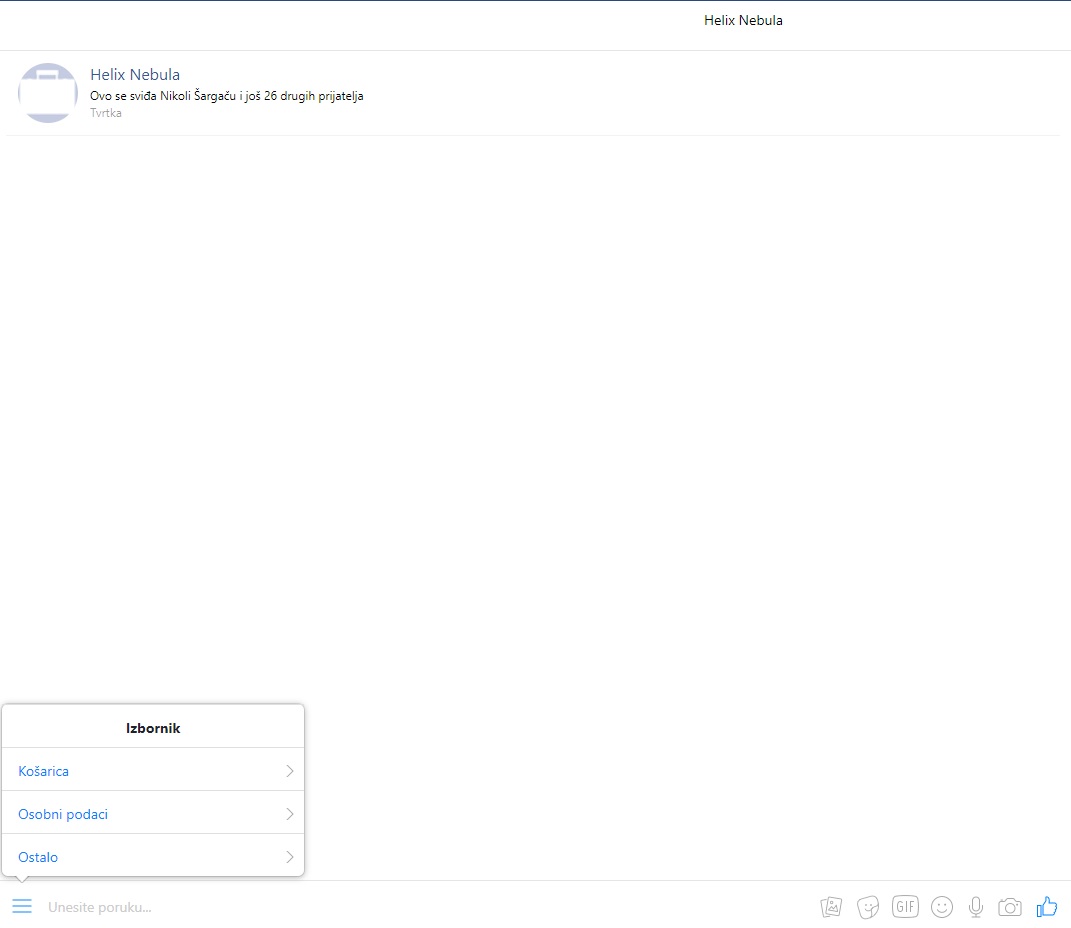 Helix Nebula
Helix Nebula
Ovo se sviđa Nikoli Šargaču i još 26 drugih prijatelja
Tvrtka
Izbornik
Košarica
Osobni podaci
Ostalo
Unesite poruku...
GIF